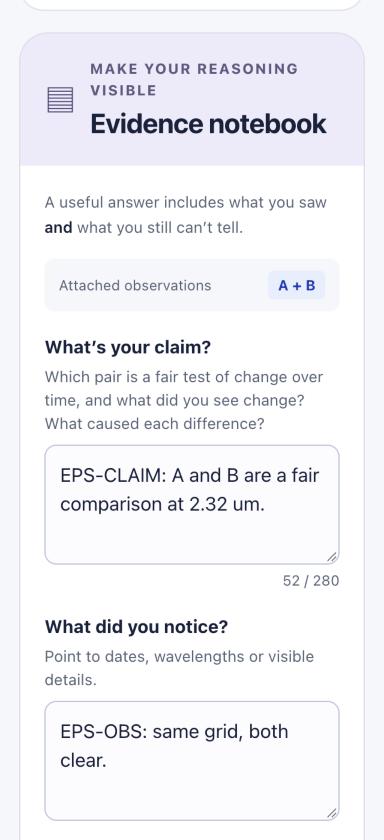 MAKE YOUR REASONING
VISIBLE
Evidence notebook
A useful answer includes what you saw
and what you still can’t tell.
Attached observations
A + B
What’s your claim?
Which pair is a fair test of change over
time, and what did you see change?
What caused each difference?
EPS-CLAIM: A and B are a fair
comparison at 2.32 um.
52 / 280
What did you notice?
Point to dates, wavelengths or visible
details.
EPS-OBS: same grid, both
clear.